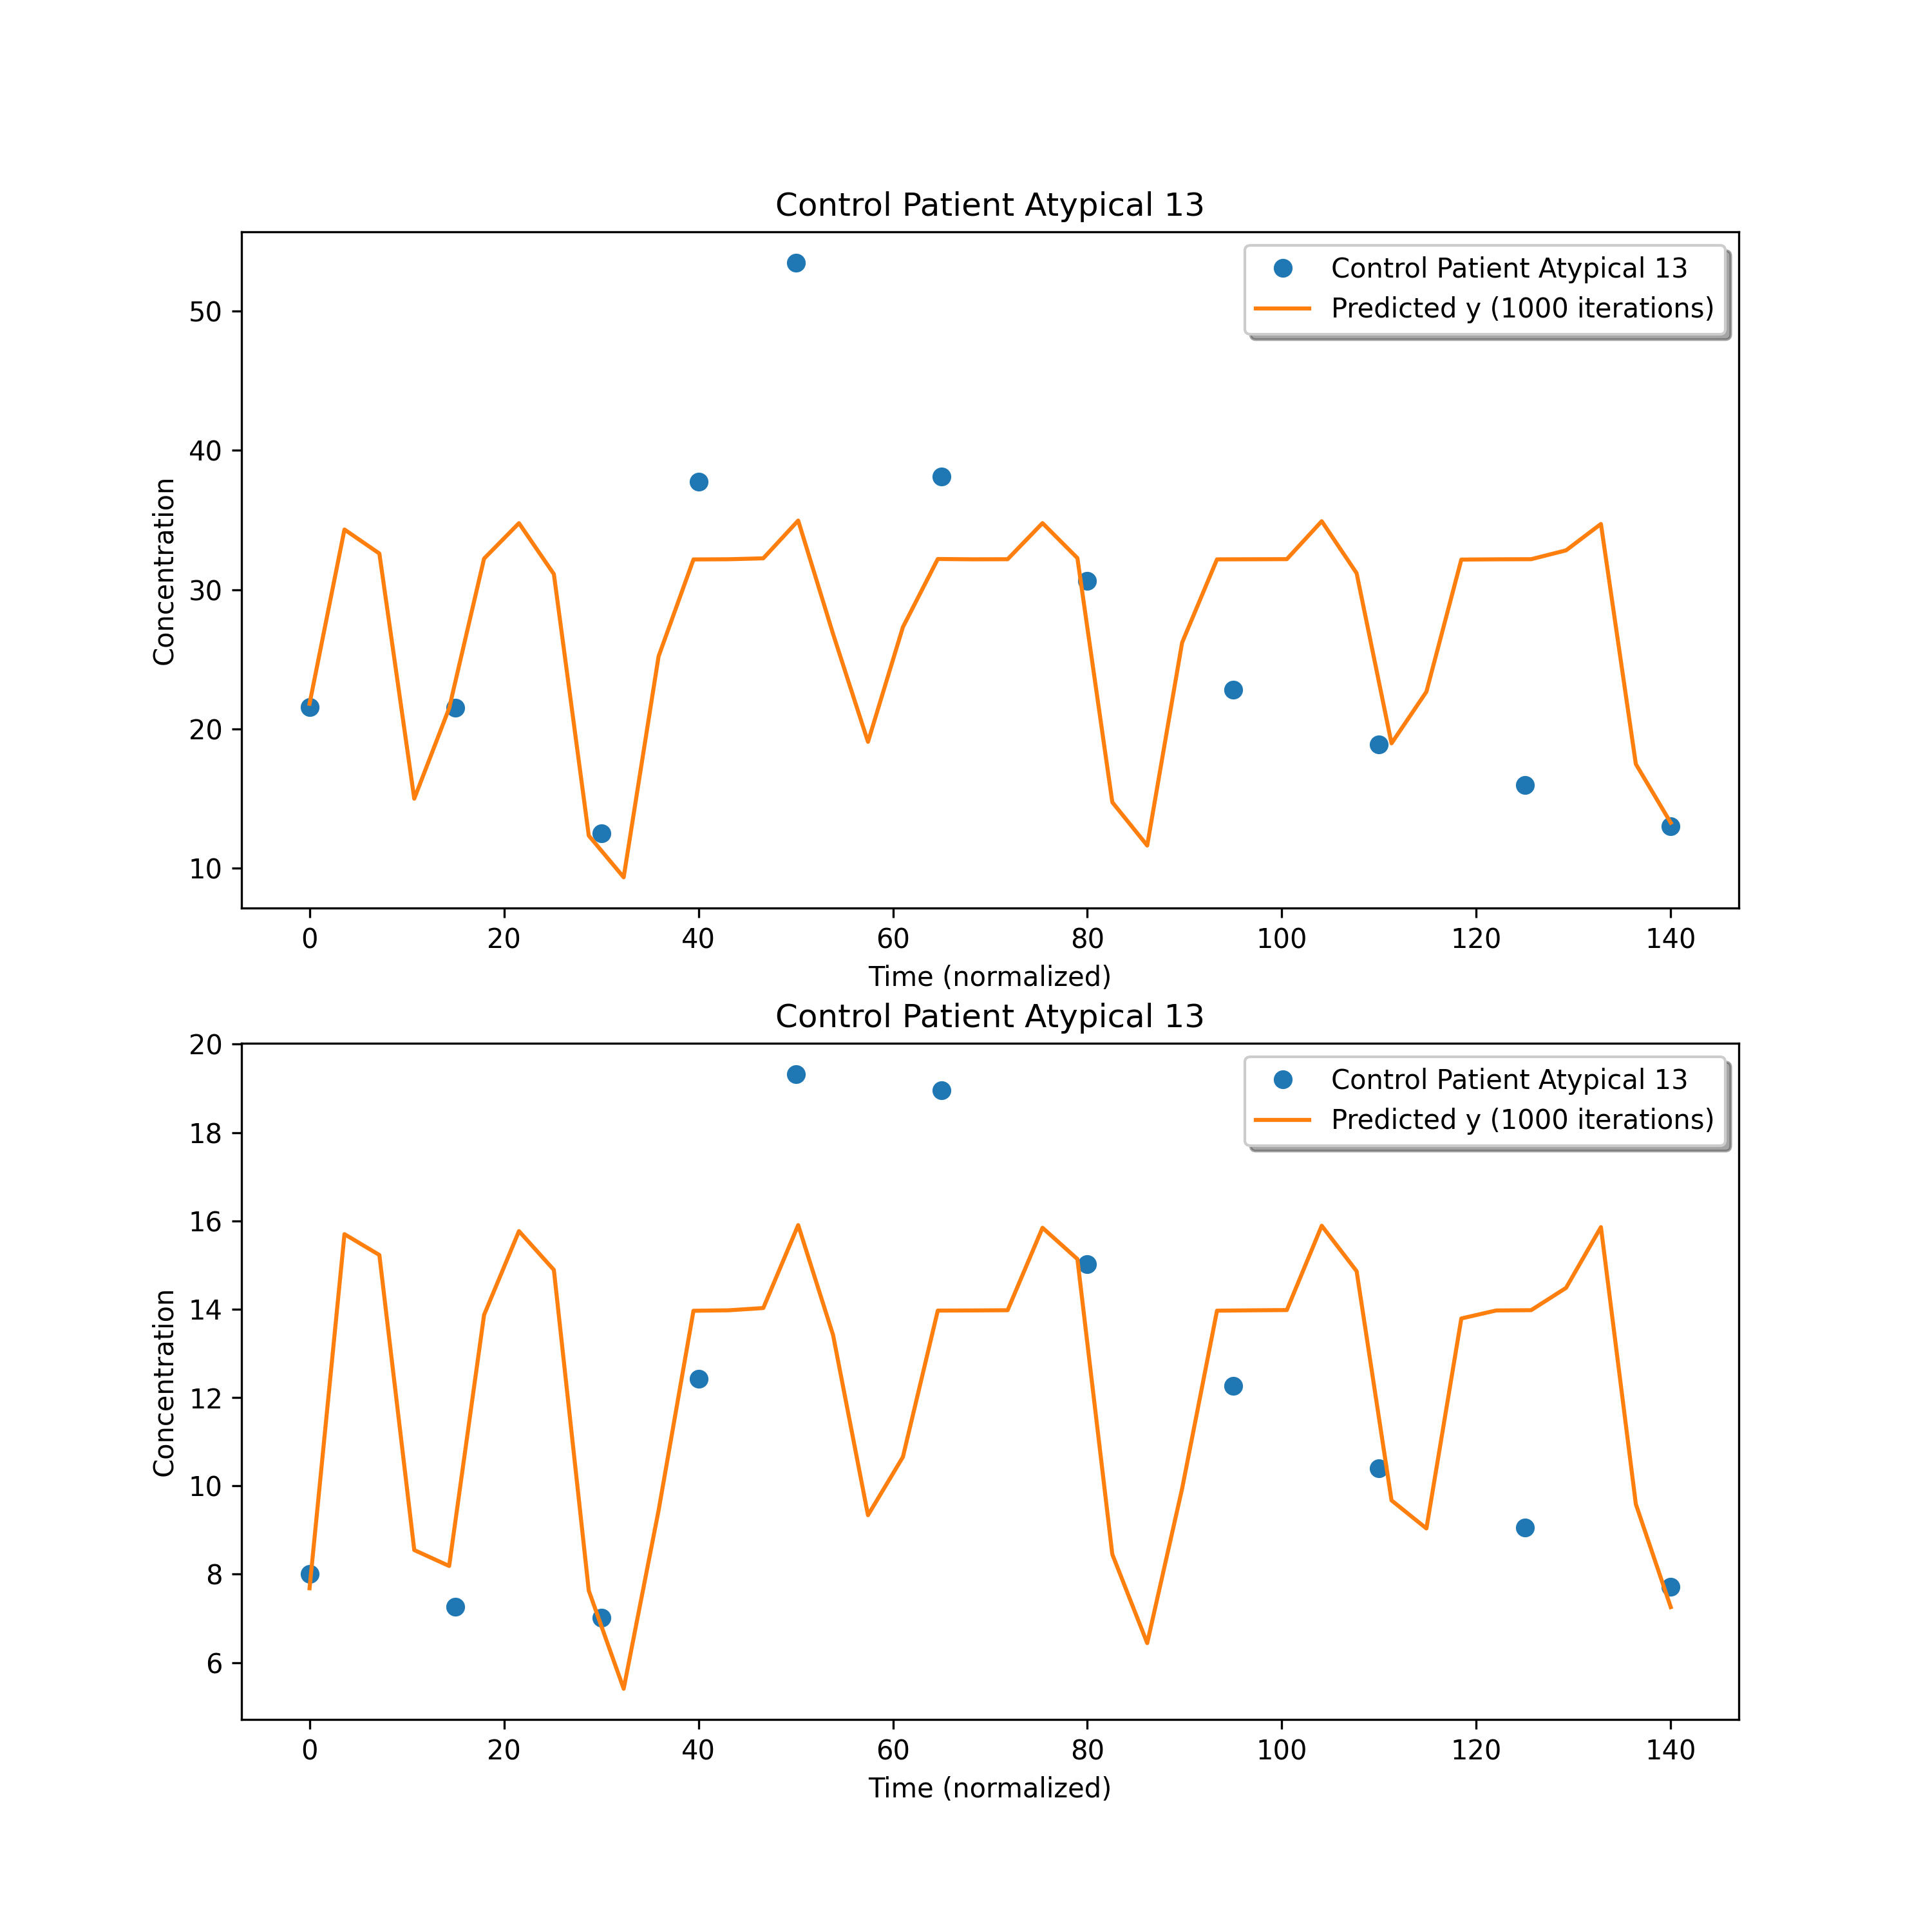 Control Patient Atypical 13
Control Patient Atypical 13
Predicted y (1000 iterations)
50
40
30
20
10
Concentration
0 20 40 60 80 100 120 140
Time (normalized)
Control Patient Atypical 13
Control Patient Atypical 13
Predicted y (1000 iterations)
20
18
16
14
12
10
8
6
Concentration
0 20 40 60 80 100 120 140
Time (normalized)